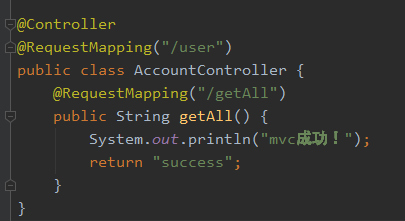 @Controller
@RequestMapping("/user")
public class AccountController {
    @RequestMapping("/getAll")
    public String getAll() {
        System.out.println("mvc成功！");
        return "success";
    }
}